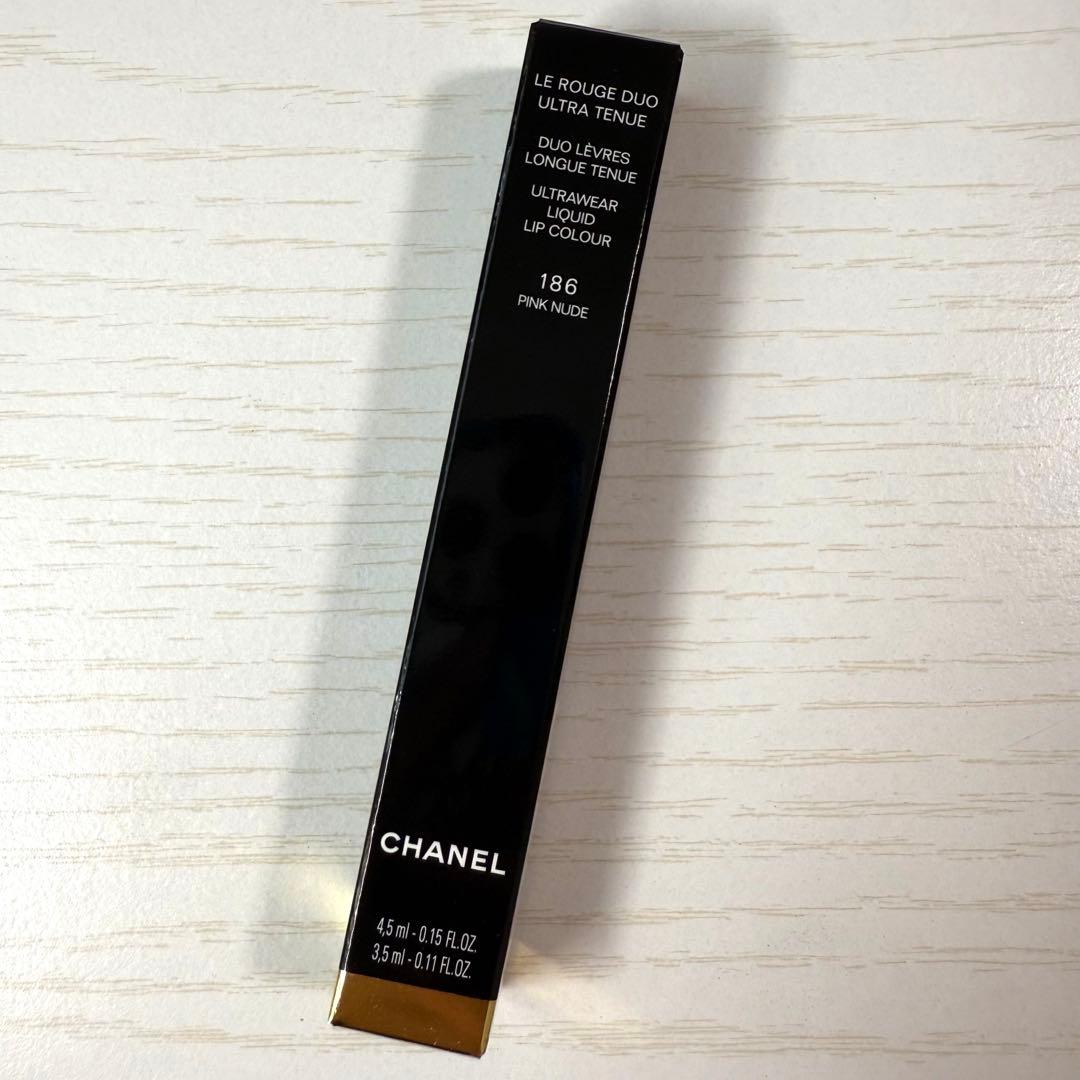 LE ROUGE DUO
ULTRA TENUE
DUO LÈVRES
LONGUE TENUE
ULTRAWEAR
LIQUID
LIP COLOUR
186
PINK NUDE
CHANEL
4,5 ml - 0.15 FL.OZ.
3,5 ml - 0.11 FL.OZ.